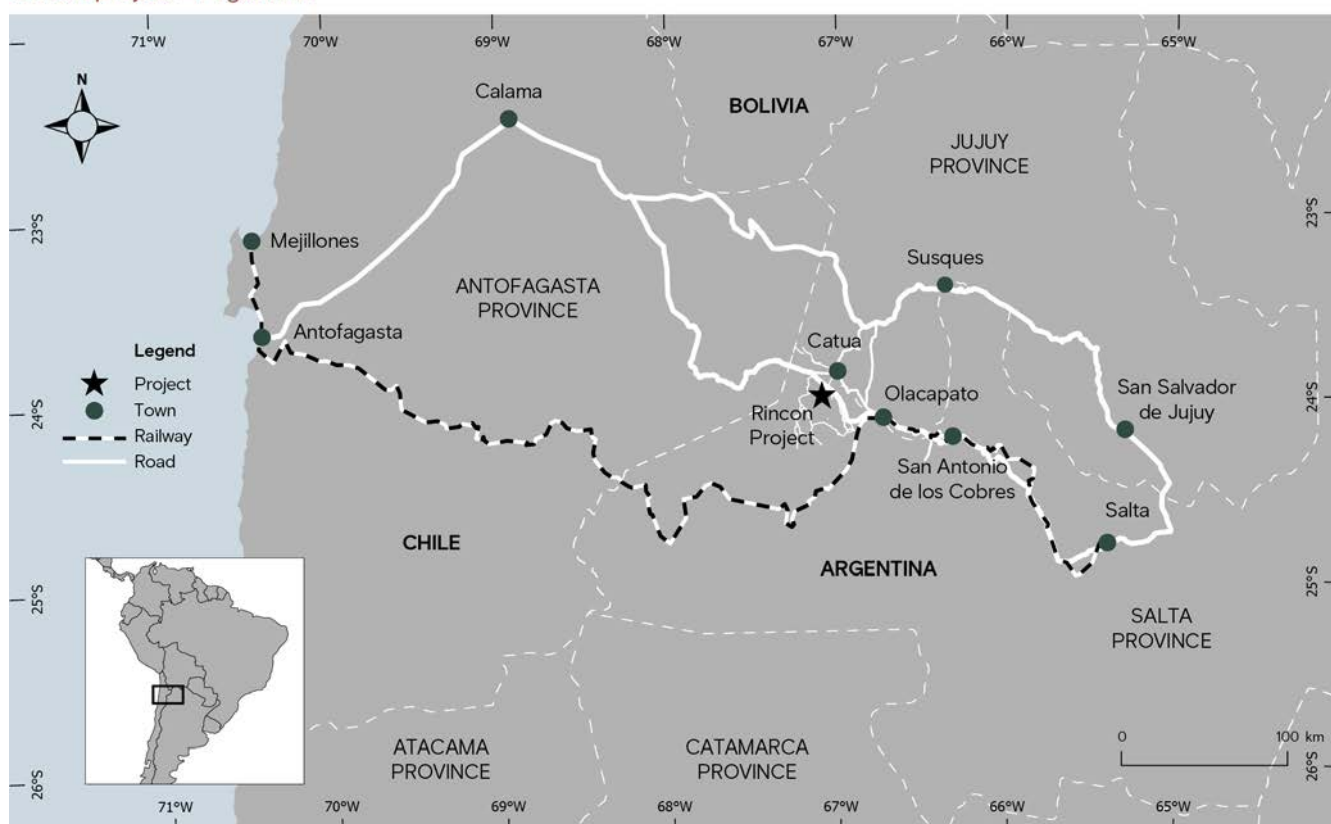 71°W
70°W
69°W
68°W
67°W
66°W
65°W
N
Calama
BOLIVIA
JUJUY
PROVINCE
23°S
23°S
Mejillones
Susques
ANTOFAGASTA
PROVINCE
Antofagasta
Catua
Legend
Project
Town
Railway
Road
24°S
24°S
Olacapato
San Salvador
de Jujuy
Rincon
Project
San Antonio
de los Cobres
Salta
CHILE
ARGENTINA
25°S
25°S
SALTA
PROVINCE
0
100 km
ATACAMA
PROVINCE
CATAMARCA
PROVINCE
26°S
26°S
71°W
70°W
69°W
68°W
67°W
66°W
65°W